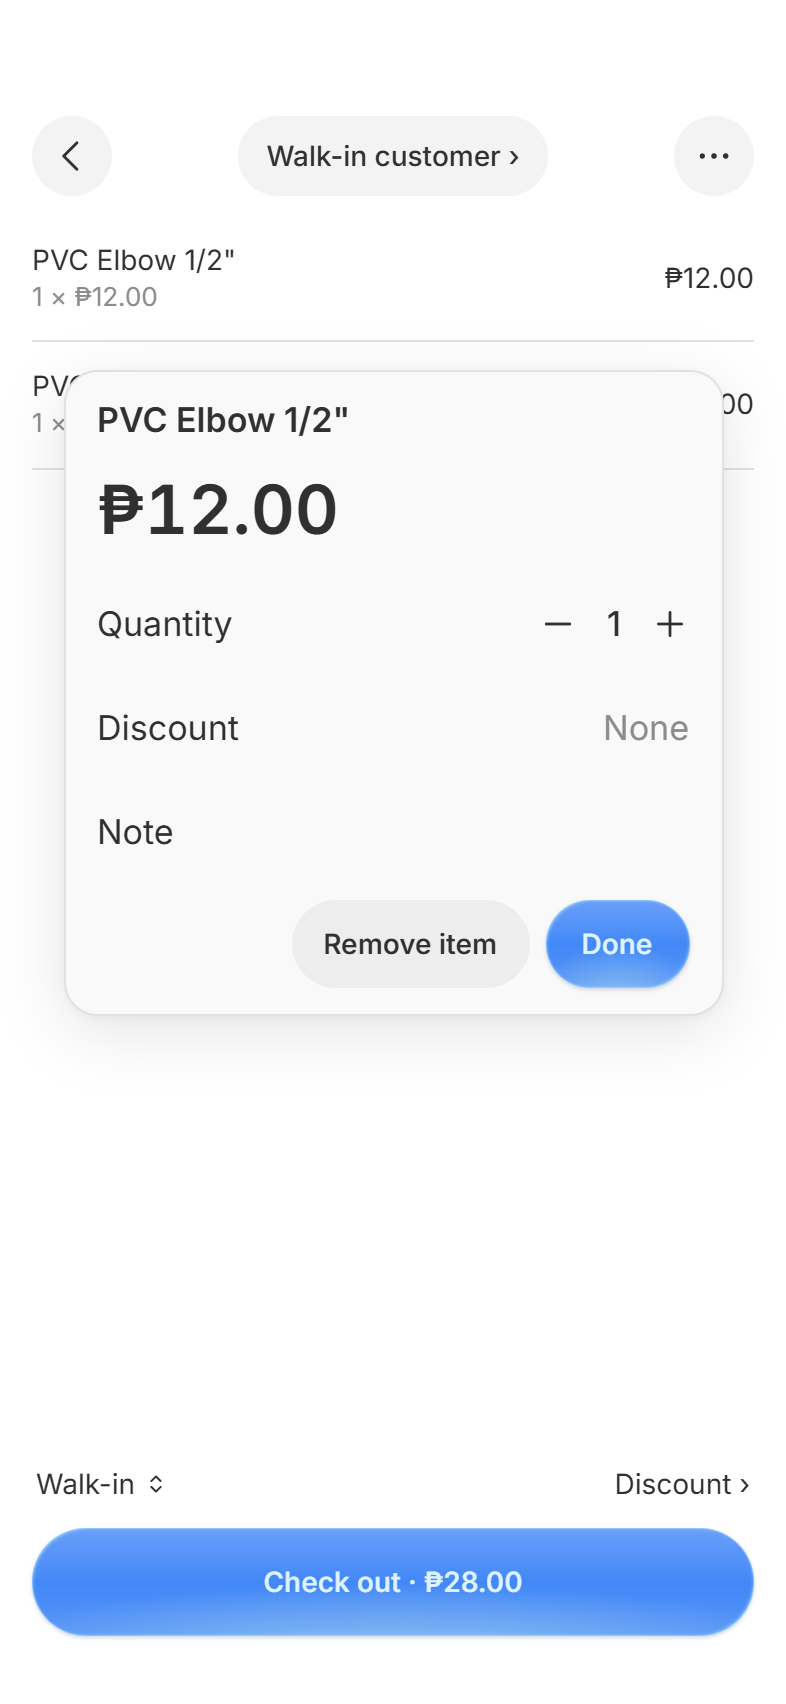 Walk-in customer ›
PVC Elbow 1/2"
1 × ₱12.00
₱12.00
1 ×
PVC Elbow 1/2"
₱12.00
Quantity
1
Discount
None
Note
Remove item
Done
Walk-in
Discount ›
Check out · ₱28.00